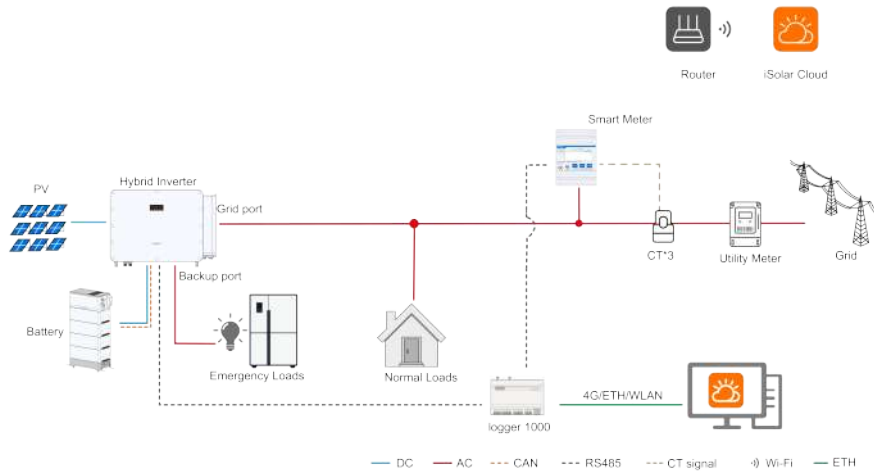 Router
iSolar Cloud
Smart Meter
Hybrid Inverter
PV
Grid port
CT*3
Utility Meter
Grid
Backup port
Battery
Emergency Loads
Normal Loads
4G/ETH/WLAN
logger 1000
DC
AC
CAN
RS485
CT signal
Wi-Fi
ETH